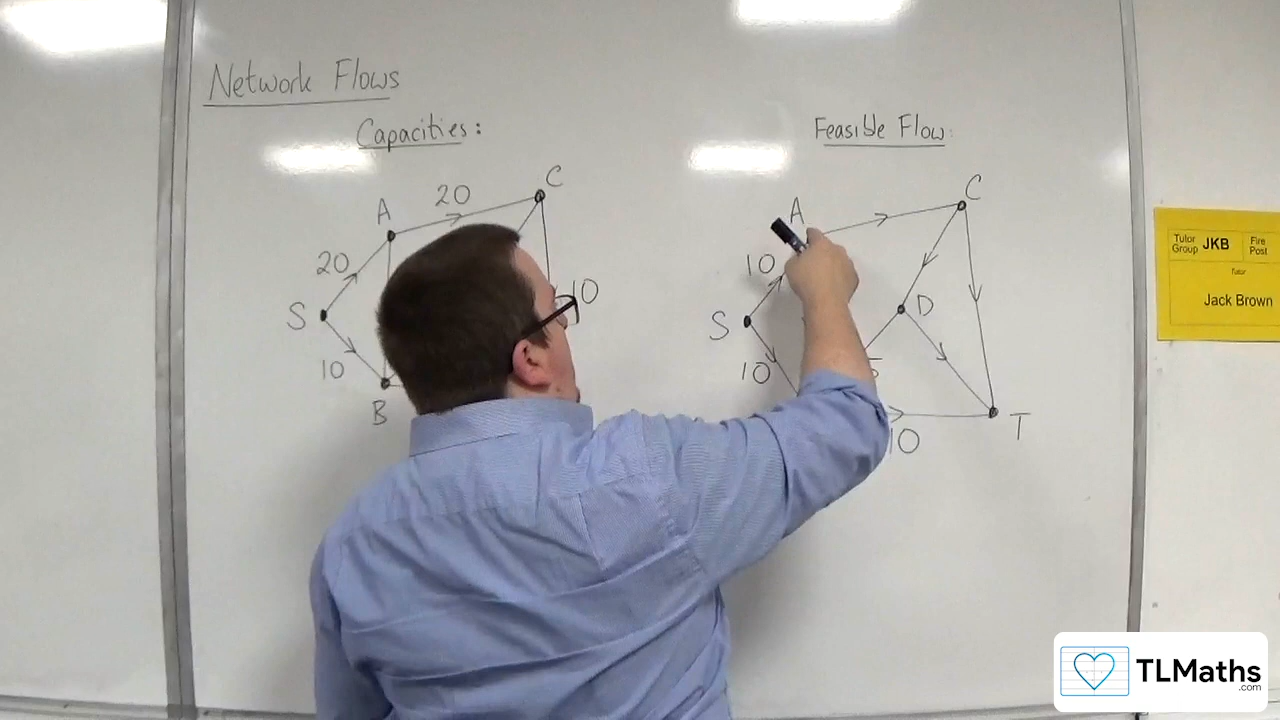 Network Flows
Capacities:
Feasible Flow:
C
20
A
20
S
10
B
10
C
A
10
S
D
10
10
T
Tutor Group JKB
Fire Post
Tutor
Jack Brown
TLMaths
.com